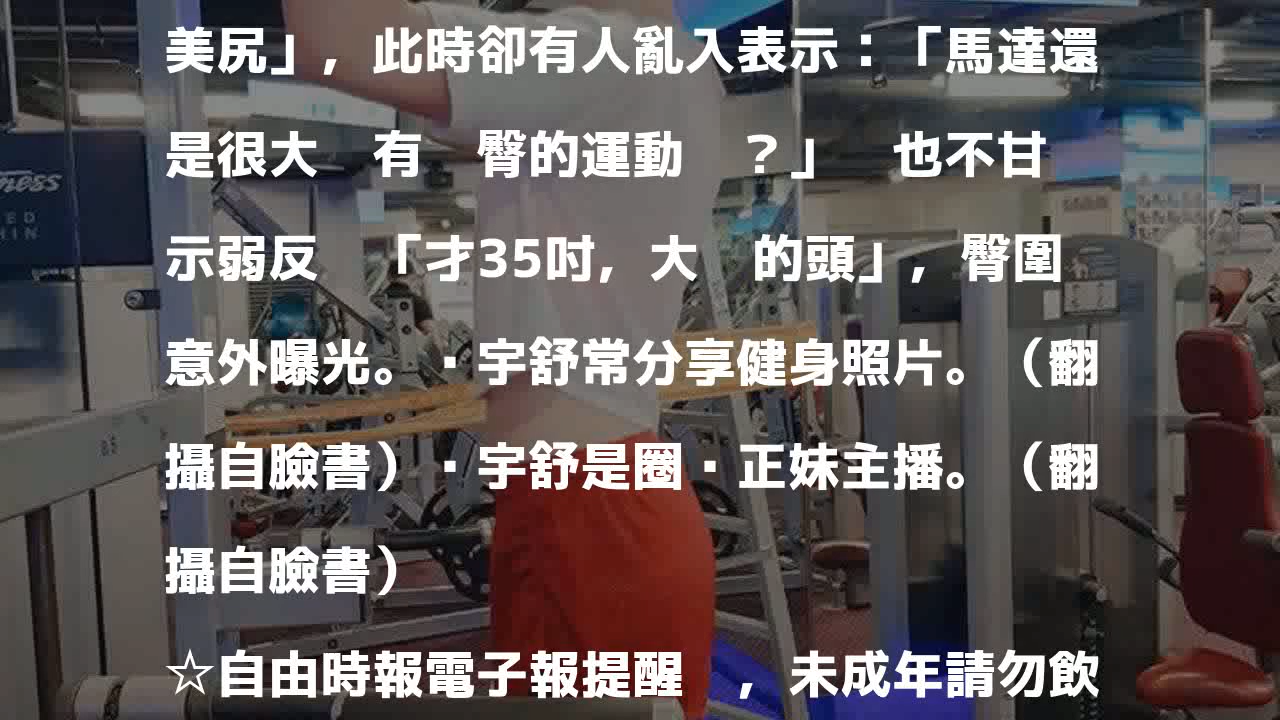 美尻」，此時卻有人亂入表示：「馬達還
是很大　有　臀的運動　？」　也不甘
示弱反　「才35吋，大　的頭」，臀圍
意外曝光。▪宇舒常分享健身照片。（翻
攝自臉書）▪宇舒是圈▪正妹主播。（翻
攝自臉書）
☆自由時報電子報提醒　，未成年請勿飲
ness
8.5